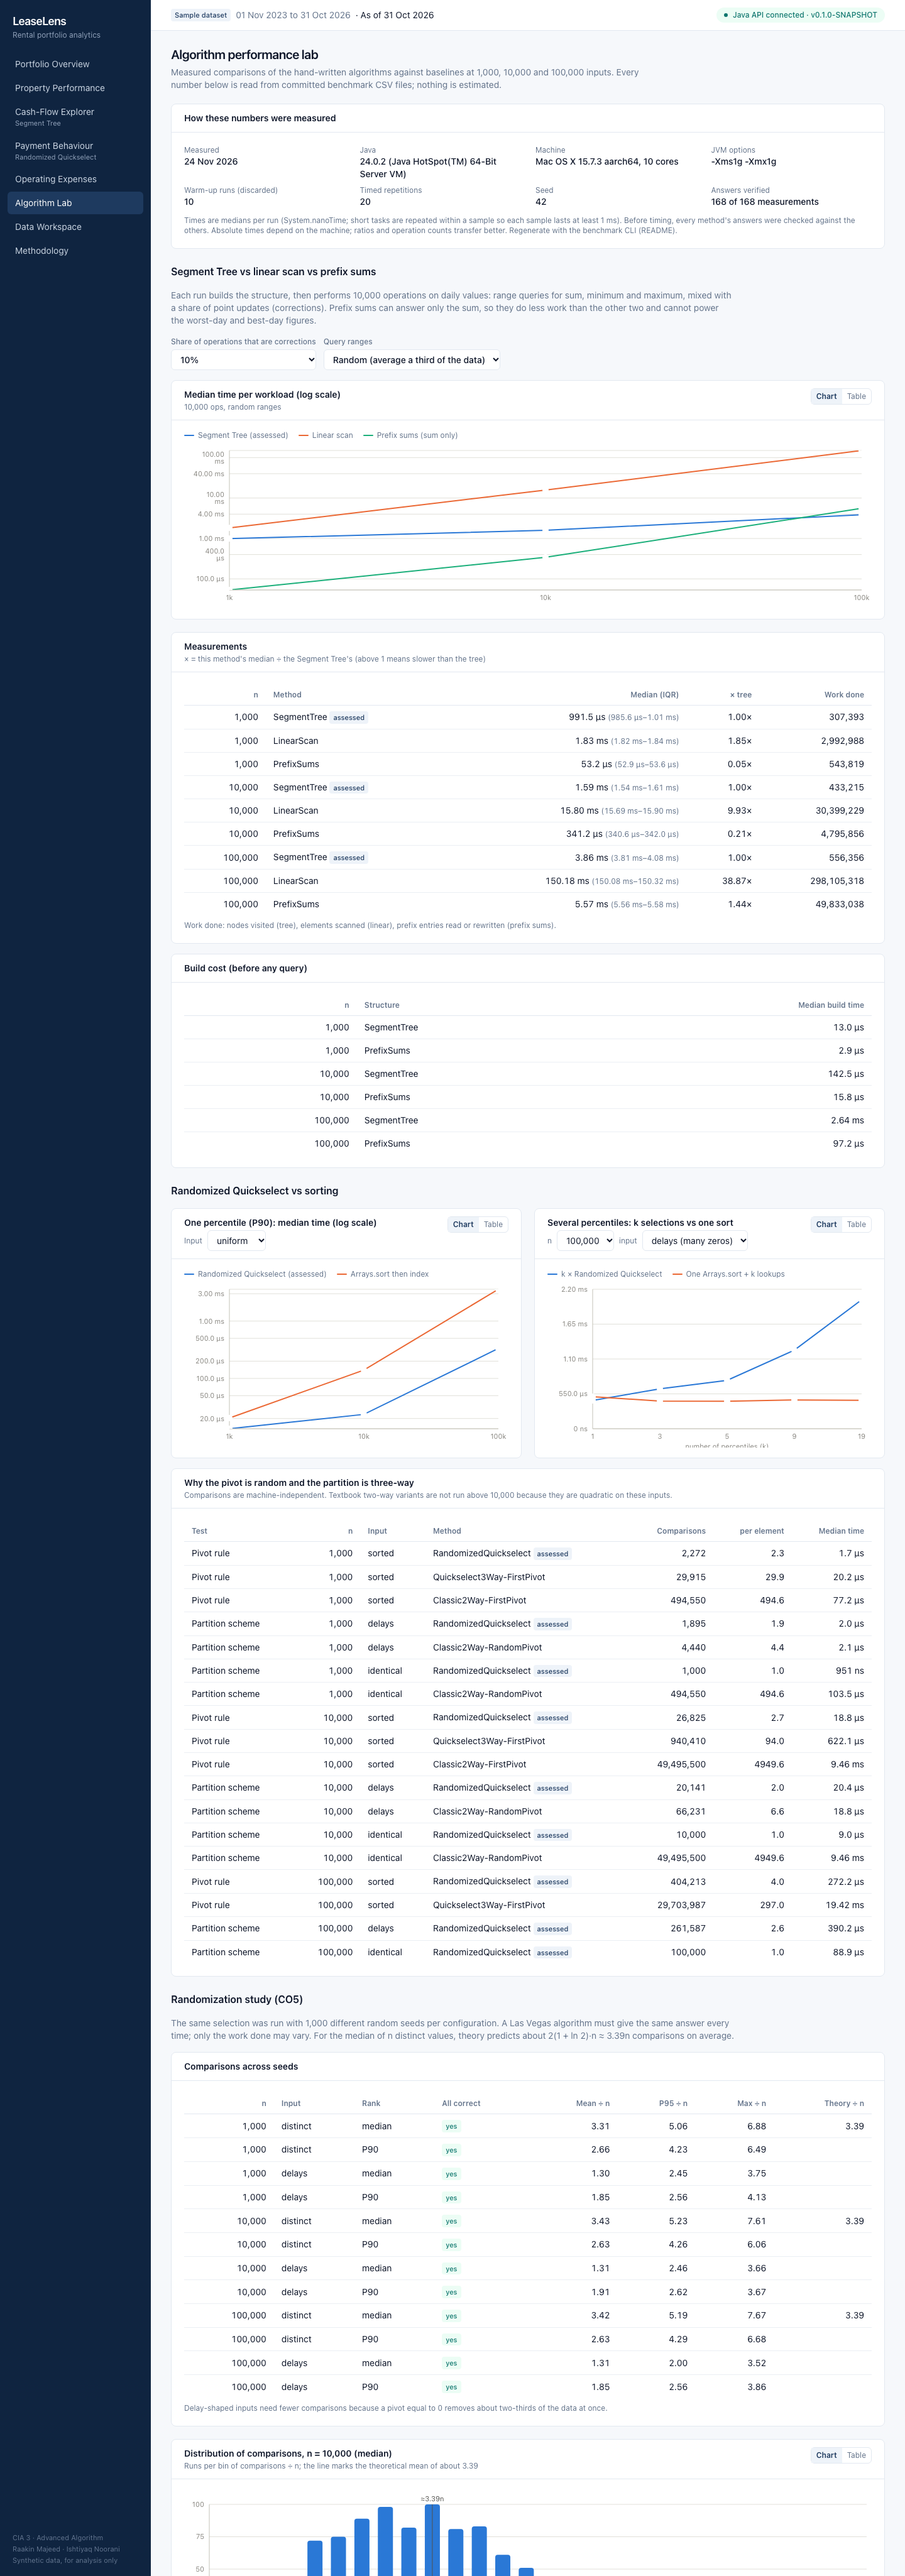 LeaseLens
Rental portfolio analytics
Portfolio Overview
Property Performance
Cash-Flow Explorer
Segment Tree
Payment Behaviour
Randomized Quickselect
Operating Expenses
Algorithm Lab
Data Workspace
Methodology
CIA 3 · Advanced Algorithm
Raakin Majeed · Ishtiyaq Noorani
Synthetic data, for analysis only
Sample dataset 01 Nov 2023 to 31 Oct 2026 · As of 31 Oct 2026
Java API connected · v0.1.0-SNAPSHOT
Algorithm performance lab
Measured comparisons of the hand-written algorithms against baselines at 1,000, 10,000 and 100,000 inputs. Every
number below is read from committed benchmark CSV files; nothing is estimated.
How these numbers were measured
Measured Java Machine JVM options
24 Nov 2026 24.0.2 (Java HotSpot(TM) 64-Bit Mac OS X 15.7.3 aarch64, 10 cores -Xms1g -Xmx1g
Server VM)
Warm-up runs (discarded) Timed repetitions Seed Answers verified
10 20 42 168 of 168 measurements
Times are medians per run (System.nanoTime; short tasks are repeated within a sample so each sample lasts at least 1 ms). Before timing, every method's answers were checked against the
others. Absolute times depend on the machine; ratios and operation counts transfer better. Regenerate with the benchmark CLI (README).
Segment Tree vs linear scan vs prefix sums
Each run builds the structure, then performs 10,000 operations on daily values: range queries for sum, minimum and maximum, mixed with
a share of point updates (corrections). Prefix sums can answer only the sum, so they do less work than the other two and cannot power
the worst-day and best-day figures.
Share of operations that are corrections Query ranges
10% Random (average a third of the data)
Median time per workload (log scale) Chart Table
10,000 ops, random ranges
Segment Tree (assessed) Linear scan Prefix sums (sum only)
100.00
ms
40.00 ms
10.00
ms
4.00 ms
1.00 ms
400.0
µs
100.0 µs
1k 10k 100k
Measurements
× = this method's median ÷ the Segment Tree's (above 1 means slower than the tree)
n Method Median (IQR) × tree Work done
1,000 SegmentTree assessed 991.5 µs (985.6 µs–1.01 ms) 1.00× 307,393
1,000 LinearScan 1.83 ms (1.82 ms–1.84 ms) 1.85× 2,992,988
1,000 PrefixSums 53.2 µs (52.9 µs–53.6 µs) 0.05× 543,819
10,000 SegmentTree assessed 1.59 ms (1.54 ms–1.61 ms) 1.00× 433,215
10,000 LinearScan 15.80 ms (15.69 ms–15.90 ms) 9.93× 30,399,229
10,000 PrefixSums 341.2 µs (340.6 µs–342.0 µs) 0.21× 4,795,856
100,000 SegmentTree assessed 3.86 ms (3.81 ms–4.08 ms) 1.00× 556,356
100,000 LinearScan 150.18 ms (150.08 ms–150.32 ms) 38.87× 298,105,318
100,000 PrefixSums 5.57 ms (5.56 ms–5.58 ms) 1.44× 49,833,038
Work done: nodes visited (tree), elements scanned (linear), prefix entries read or rewritten (prefix sums).
Build cost (before any query)
n Structure Median build time
1,000 SegmentTree 13.0 µs
1,000 PrefixSums 2.9 µs
10,000 SegmentTree 142.5 µs
10,000 PrefixSums 15.8 µs
100,000 SegmentTree 2.64 ms
100,000 PrefixSums 97.2 µs
Randomized Quickselect vs sorting
One percentile (P90): median time (log scale) Chart Table
Input uniform
Randomized Quickselect (assessed) Arrays.sort then index
3.00 ms
1.00 ms
500.0 µs
200.0 µs
100.0 µs
50.0 µs
20.0 µs
1k 10k 100k
Several percentiles: k selections vs one sort Chart Table
n 100,000 input delays (many zeros)
k × Randomized Quickselect One Arrays.sort + k lookups
2.20 ms
1.65 ms
1.10 ms
550.0 µs
0 ns
1 3 5 9 19
number of percentiles (k)
Why the pivot is random and the partition is three-way
Comparisons are machine-independent. Textbook two-way variants are not run above 10,000 because they are quadratic on these inputs.
Test n Input Method Comparisons per element Median time
Pivot rule 1,000 sorted RandomizedQuickselect assessed 2,272 2.3 1.7 µs
Pivot rule 1,000 sorted Quickselect3Way-FirstPivot 29,915 29.9 20.2 µs
Pivot rule 1,000 sorted Classic2Way-FirstPivot 494,550 494.6 77.2 µs
Partition scheme 1,000 delays RandomizedQuickselect assessed 1,895 1.9 2.0 µs
Partition scheme 1,000 delays Classic2Way-RandomPivot 4,440 4.4 2.1 µs
Partition scheme 1,000 identical RandomizedQuickselect assessed 1,000 1.0 951 ns
Partition scheme 1,000 identical Classic2Way-RandomPivot 494,550 494.6 103.5 µs
Pivot rule 10,000 sorted RandomizedQuickselect assessed 26,825 2.7 18.8 µs
Pivot rule 10,000 sorted Quickselect3Way-FirstPivot 940,410 94.0 622.1 µs
Pivot rule 10,000 sorted Classic2Way-FirstPivot 49,495,500 4949.6 9.46 ms
Partition scheme 10,000 delays RandomizedQuickselect assessed 20,141 2.0 20.4 µs
Partition scheme 10,000 delays Classic2Way-RandomPivot 66,231 6.6 18.8 µs
Partition scheme 10,000 identical RandomizedQuickselect assessed 10,000 1.0 9.0 µs
Partition scheme 10,000 identical Classic2Way-RandomPivot 49,495,500 4949.6 9.46 ms
Pivot rule 100,000 sorted RandomizedQuickselect assessed 404,213 4.0 272.2 µs
Pivot rule 100,000 sorted Quickselect3Way-FirstPivot 29,703,987 297.0 19.42 ms
Partition scheme 100,000 delays RandomizedQuickselect assessed 261,587 2.6 390.2 µs
Partition scheme 100,000 identical RandomizedQuickselect assessed 100,000 1.0 88.9 µs
Randomization study (CO5)
The same selection was run with 1,000 different random seeds per configuration. A Las Vegas algorithm must give the same answer every
time; only the work done may vary. For the median of n distinct values, theory predicts about 2(1 + ln 2)·n ≈ 3.39n comparisons on average.
Comparisons across seeds
n Input Rank All correct Mean ÷ n P95 ÷ n Max ÷ n Theory ÷ n
1,000 distinct median yes 3.31 5.06 6.88 3.39
1,000 distinct P90 yes 2.66 4.23 6.49
1,000 delays median yes 1.30 2.45 3.75
1,000 delays P90 yes 1.85 2.56 4.13
10,000 distinct median yes 3.43 5.23 7.61 3.39
10,000 distinct P90 yes 2.63 4.26 6.06
10,000 delays median yes 1.31 2.46 3.66
10,000 delays P90 yes 1.91 2.62 3.67
100,000 distinct median yes 3.42 5.19 7.67 3.39
100,000 distinct P90 yes 2.63 4.29 6.68
100,000 delays median yes 1.31 2.00 3.52
100,000 delays P90 yes 1.85 2.56 3.86
Delay-shaped inputs need fewer comparisons because a pivot equal to 0 removes about two-thirds of the data at once.
Distribution of comparisons, n = 10,000 (median) Chart Table
Runs per bin of comparisons ÷ n; the line marks the theoretical mean of about 3.39
≈3.39n
100
75
50